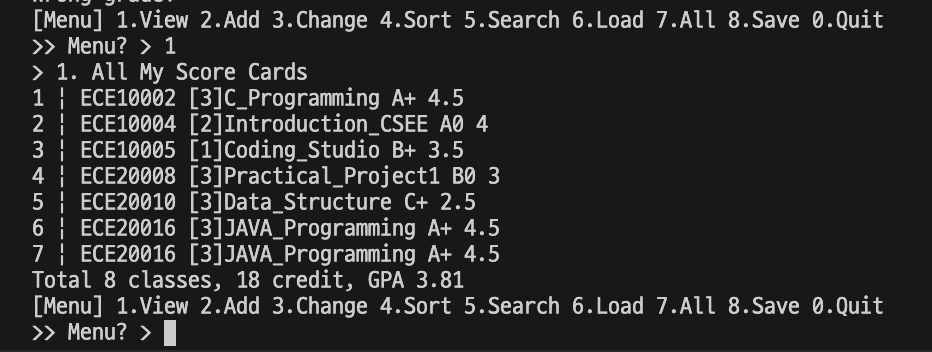 wrong grade.
[Menu] 1.View 2.Add 3.Change 4.Sort 5.Search 6.Load 7.All 8.Save 0.Quit
>> Menu? > 1
> 1. All My Score Cards
1 ¦ ECE10002 [3]C_Programming A+ 4.5
2 ¦ ECE10004 [2]Introduction_CSEE A0 4
3 ¦ ECE10005 [1]Coding_Studio B+ 3.5
4 ¦ ECE20008 [3]Practical_Project1 B0 3
5 ¦ ECE20010 [3]Data_Structure C+ 2.5
6 ¦ ECE20016 [3]JAVA_Programming A+ 4.5
7 ¦ ECE20016 [3]JAVA_Programming A+ 4.5
Total 8 classes, 18 credit, GPA 3.81
[Menu] 1.View 2.Add 3.Change 4.Sort 5.Search 6.Load 7.All 8.Save 0.Quit
>> Menu? >